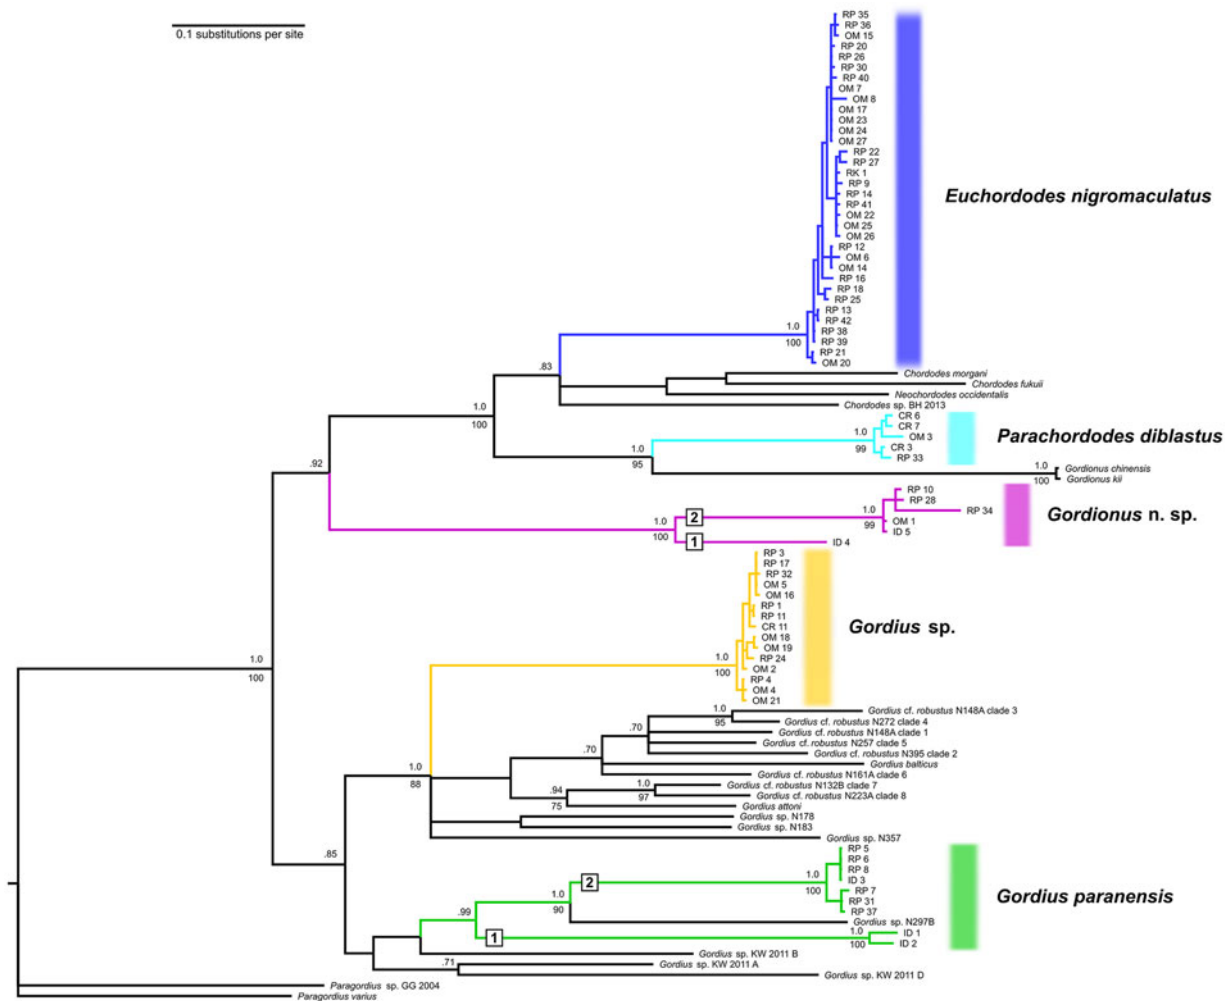 0.1 substitutions per site
RP 35
RP 36
OM 15
RP 20
RP 26
RP 30
RP 40
OM 7
OM 8
OM 17
OM 23
OM 24
OM 27
RP 22
RP 27
RK 1
RP 9
RP 14
RP 41
OM 22
OM 25
OM 26
RP 12
OM 6
OM 14
RP 16
RP 18
RP 25
RP 13
RP 42
RP 38
RP 39
RP 21
OM 20
Euchordodes nigromaculatus
1.0
100
.83
Chordodes morgani
Chordodes fukuii
Neochordodes occidentalis
Chordodes sp. BH 2013
1.0
100
CR 6
CR 7
OM 3
CR 3
RP 33
1.0
99
Parachordodes diblastus
95
1.0
100
Gordionus chinensis
Gordionus kii
.92
RP 10
RP 28
RP 34
OM 1
ID 5
1.0
99
2
1.0
100
1
ID 4
Gordionus n. sp.
RP 3
RP 17
RP 32
OM 5
OM 16
RP 1
RP 11
CR 11
OM 18
OM 19
RP 24
OM 2
RP 4
OM 4
OM 21
Gordius sp.
1.0
100
1.0
100
Gordius cf. robustus N148A clade 3
Gordius cf. robustus N272 clade 4
Gordius cf. robustus N148A clade 1
Gordius cf. robustus N257 clade 5
Gordius cf. robustus N395 clade 2
Gordius balticus
Gordius cf. robustus N161A clade 6
Gordius cf. robustus N132B clade 7
Gordius cf. robustus N223A clade 8
Gordius attoni
Gordius sp. N178
Gordius sp. N183
Gordius sp. N357
1.0
95
.70
.70
1.0
97
.94
75
1.0
88
.85
RP 5
RP 6
RP 8
ID 3
RP 7
RP 31
RP 37
Gordius sp. N297B
ID 1
ID 2
Gordius paranensis
1.0
100
2
1.0
90
.99
1
1.0
100
Gordius sp. KW 2011 B
Gordius sp. KW 2011 A
Gordius sp. KW 2011 D
.71
Paragordius sp. GG 2004
Paragordius varius